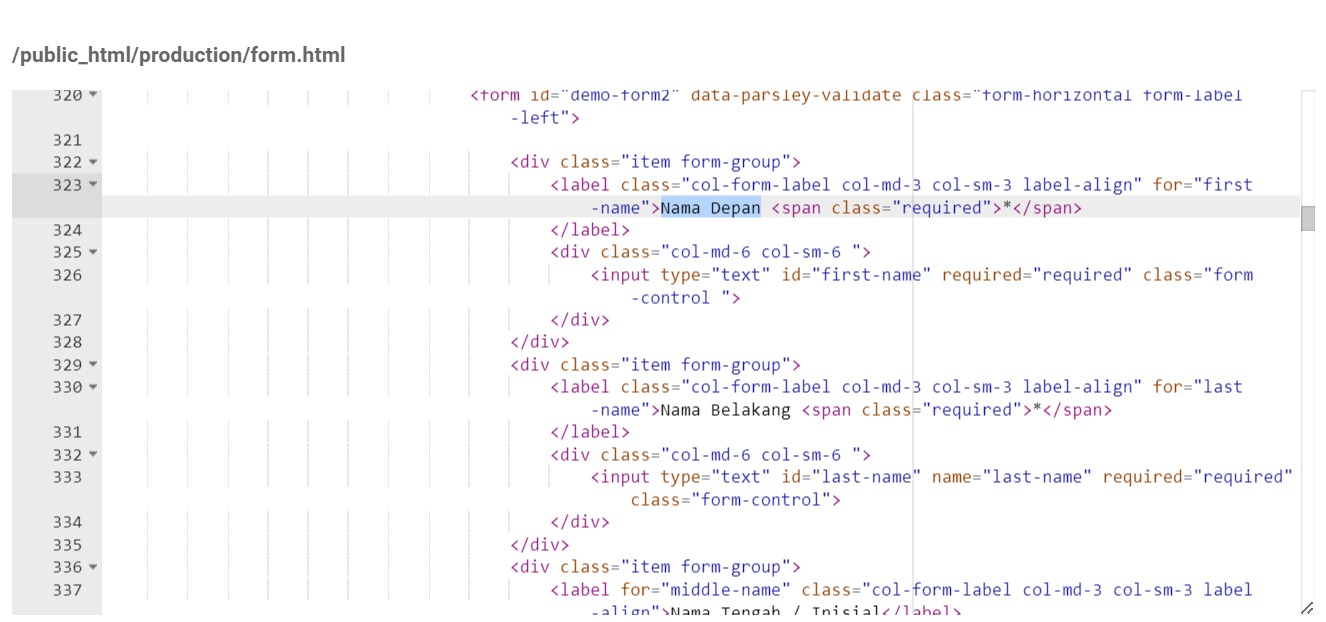 /public_html/production/form.html
320 <form id="demo-form2" data-parsley-validate class="form-horizontal form-label
-left">
321
322 <div class="item form-group">
323 <label class="col-form-label col-md-3 col-sm-3 label-align" for="first
-name">Nama Depan <span class="required">*</span>
324 </label>
325 <div class="col-md-6 col-sm-6 ">
326 <input type="text" id="first-name" required="required" class="form
-control ">
327 </div>
328 </div>
329 <div class="item form-group">
330 <label class="col-form-label col-md-3 col-sm-3 label-align" for="last
-name">Nama Belakang <span class="required">*</span>
331 </label>
332 <div class="col-md-6 col-sm-6 ">
333 <input type="text" id="last-name" name="last-name" required="required"
class="form-control">
334 </div>
335 </div>
336 <div class="item form-group">
337 <label for="middle-name" class="col-form-label col-md-3 col-sm-3 label
-align">Nama Tengah / Inisial</label>